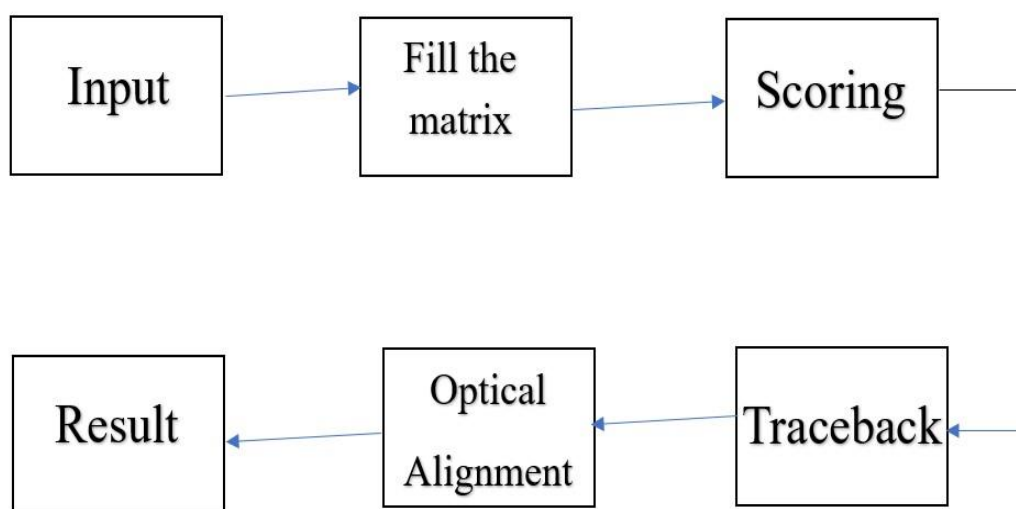 Input
Fill the
matrix
Scoring
Traceback
Optical
Alignment
Result